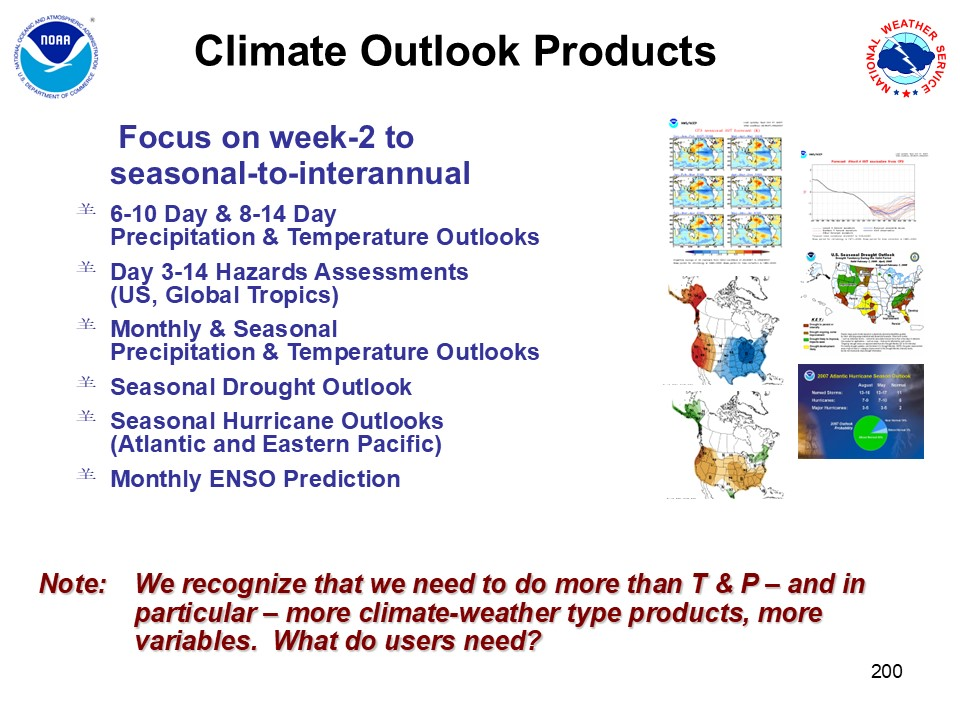 NATIONAL OCEANIC AND ATMOSPHERIC ADMINISTRATION
NOAA
U.S. DEPARTMENT OF COMMERCE
Climate Outlook Products
NATIONAL WEATHER SERVICE
Focus on week-2 to
seasonal-to-interannual
6-10 Day & 8-14 Day
Precipitation & Temperature Outlooks
Day 3-14 Hazards Assessments
(US, Global Tropics)
Monthly & Seasonal
Precipitation & Temperature Outlooks
Seasonal Drought Outlook
Seasonal Hurricane Outlooks
(Atlantic and Eastern Pacific)
Monthly ENSO Prediction
U.S. Seasonal Drought Outlook
KEY:
2007 Atlantic Hurricane Season Outlook
August May Normal
Named Storms: 13-16 13-17 11
Hurricanes: 7-9 7-10 6
Major Hurricanes: 3-5 3-5 2
2007 Outlook
Probability
Note: We recognize that we need to do more than T & P – and in
particular – more climate-weather type products, more
variables. What do users need?
200